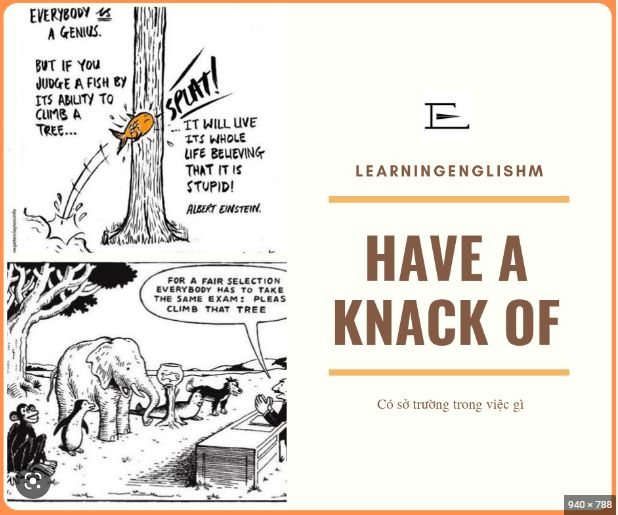 EVERYBODY IS
A GENIUS.
BUT IF YOU
JUDGE A FISH BY
ITS ABILITY TO
CLIMB A
TREE...
SPLAT!
...IT WILL LIVE
ITS WHOLE
LIFE BELIEVING
THAT IT IS
STUPID!
ALBERT EINSTEIN.
FOR A FAIR SELECTION
EVERYBODY HAS TO TAKE
THE SAME EXAM: PLEAS
CLIMB THAT TREE
LEARNINGENGLISHM
HAVE A
KNACK OF
Có sở trường trong việc gì
940 × 788